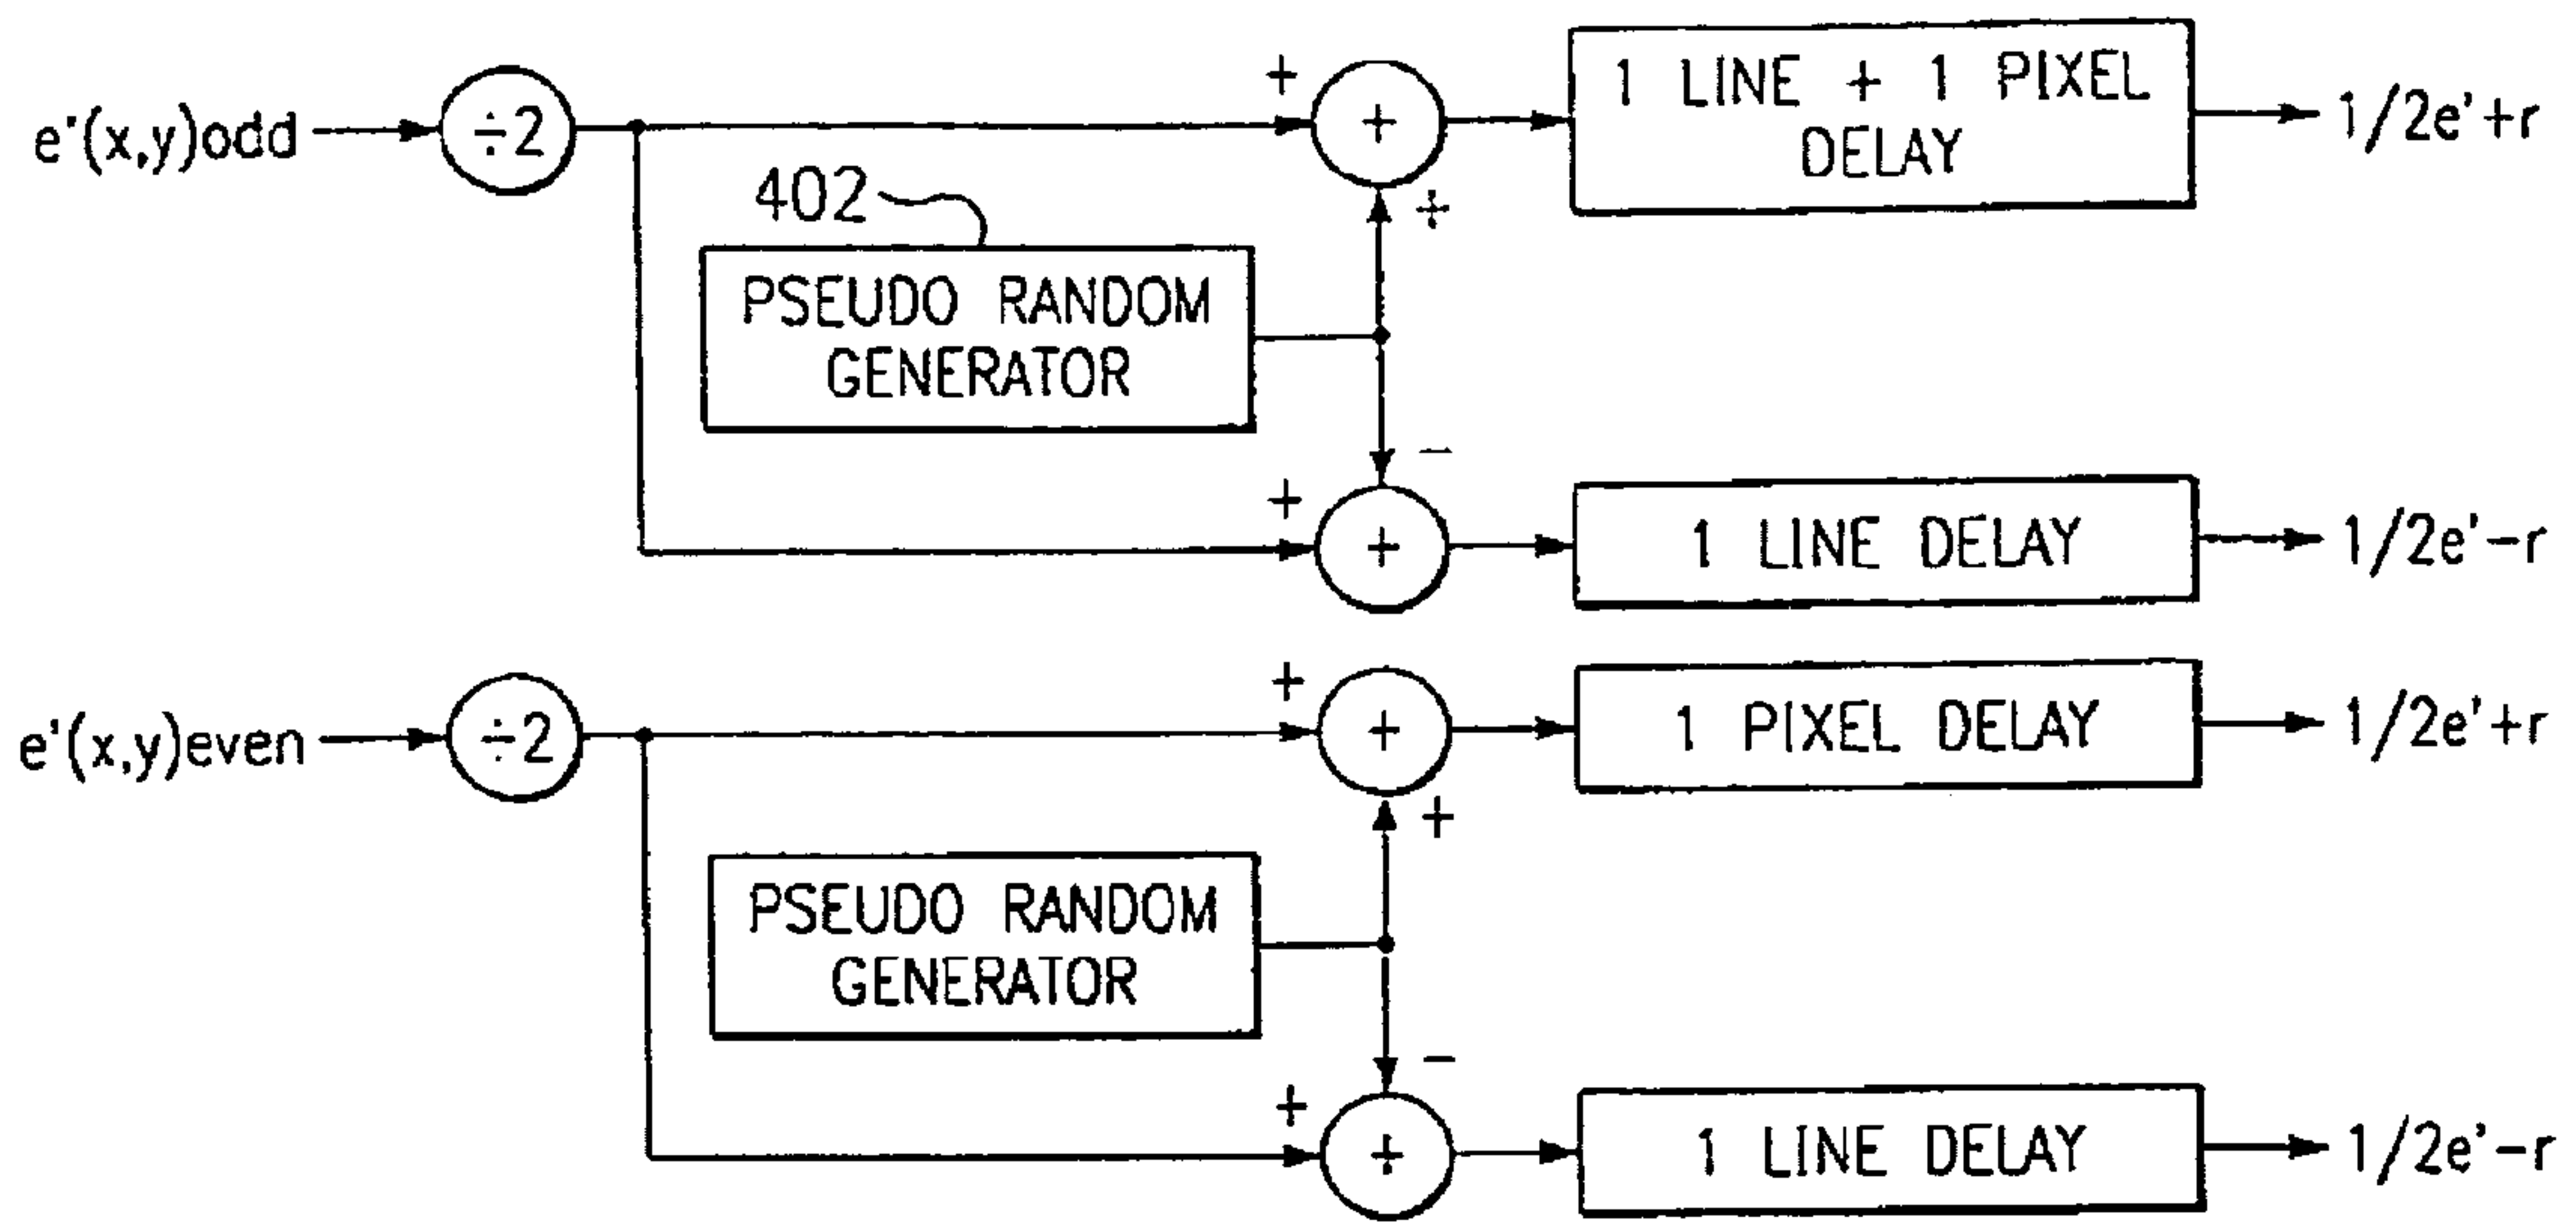 e'(x,y)odd
÷2
+
+
+
1 LINE + 1 PIXEL
DELAY
1/2e'+r
402
PSEUDO RANDOM
GENERATOR
−
+
+
1 LINE DELAY
1/2e'−r
e'(x,y)even
÷2
+
+
+
1 PIXEL DELAY
1/2e'+r
PSEUDO RANDOM
GENERATOR
−
+
+
1 LINE DELAY
1/2e'−r